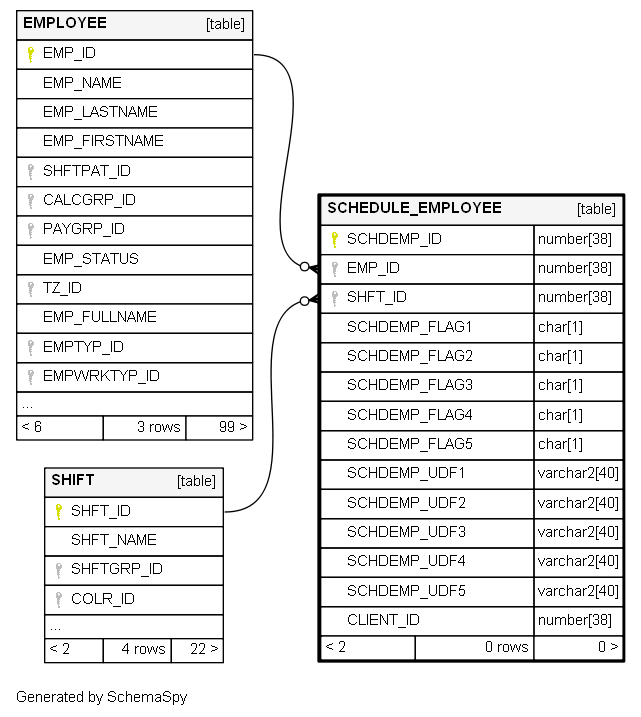 EMPLOYEE [table]
EMP_ID
EMP_NAME
EMP_LASTNAME
EMP_FIRSTNAME
SHFTPAT_ID
CALCGRP_ID
PAYGRP_ID
EMP_STATUS
TZ_ID
EMP_FULLNAME
EMPTYP_ID
EMPWRKTYP_ID
...
< 6 3 rows 99 >
SHIFT [table]
SHFT_ID
SHFT_NAME
SHFTGRP_ID
COLR_ID
...
< 2 4 rows 22 >
SCHEDULE_EMPLOYEE [table]
SCHDEMP_ID number[38]
EMP_ID number[38]
SHFT_ID number[38]
SCHDEMP_FLAG1 char[1]
SCHDEMP_FLAG2 char[1]
SCHDEMP_FLAG3 char[1]
SCHDEMP_FLAG4 char[1]
SCHDEMP_FLAG5 char[1]
SCHDEMP_UDF1 varchar2[40]
SCHDEMP_UDF2 varchar2[40]
SCHDEMP_UDF3 varchar2[40]
SCHDEMP_UDF4 varchar2[40]
SCHDEMP_UDF5 varchar2[40]
CLIENT_ID number[38]
< 2 0 rows 0 >
Generated by SchemaSpy